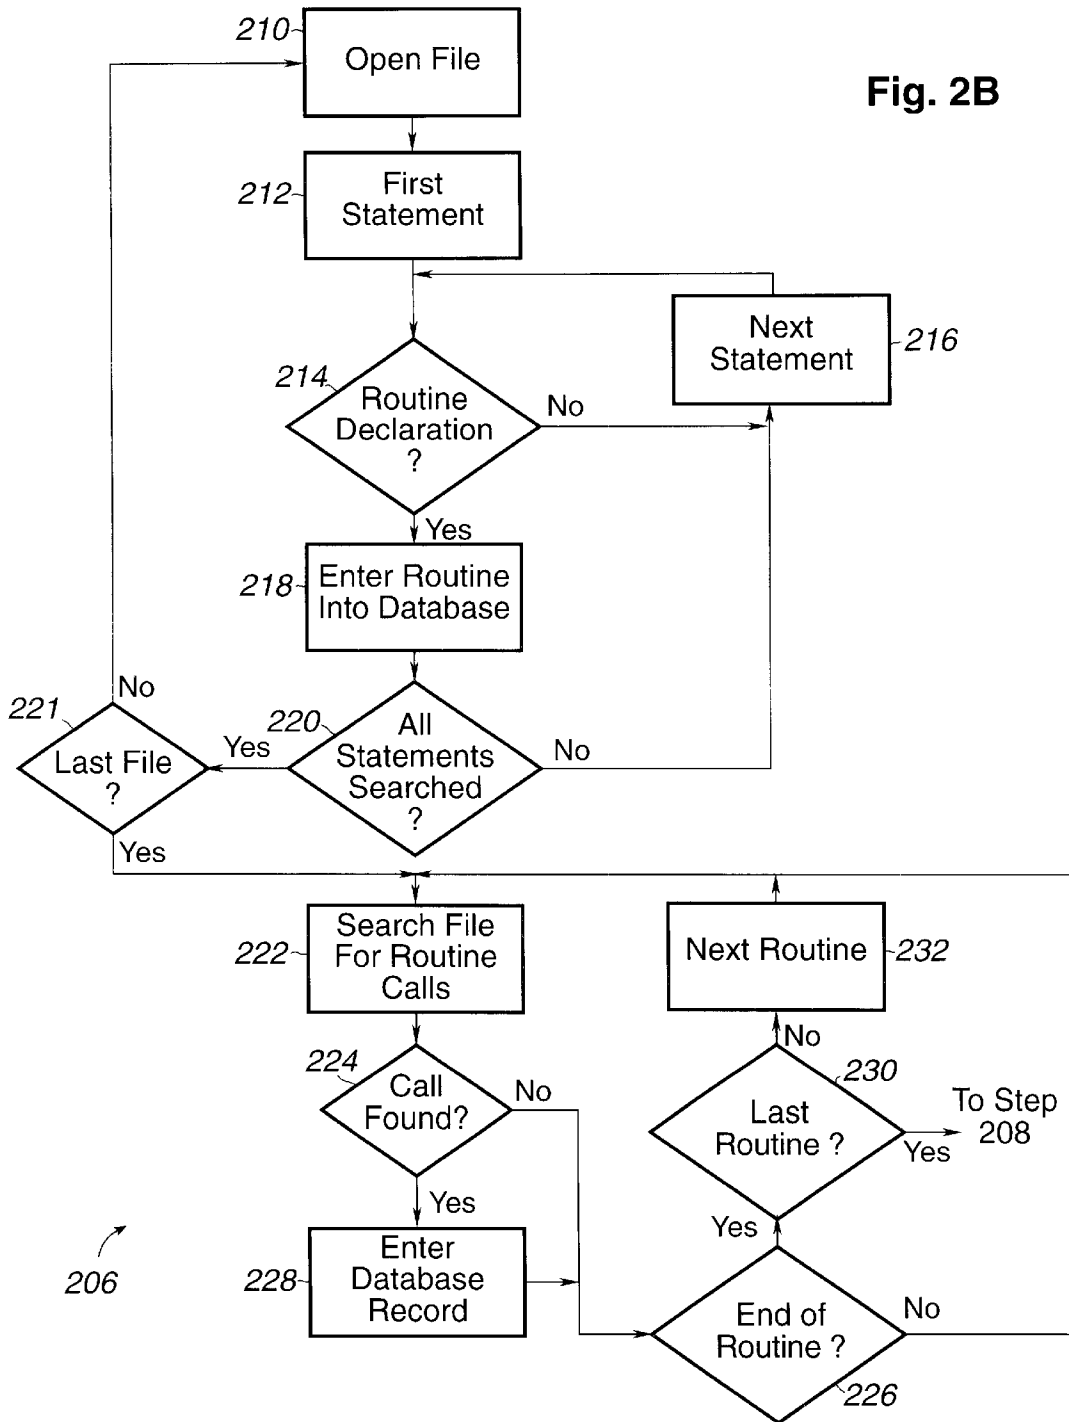 210
Open File
Fig. 2B
212
First
Statement
Next
Statement
216
214
Routine
Declaration
?
No
Yes
218
Enter Routine
Into Database
No
221
Last File
?
Yes
220
All
Statements
Searched
?
No
Yes
222
Search File
For Routine
Calls
Next Routine
232
No
224
Call
Found?
No
230
Last
Routine ?
To Step
208
Yes
Yes
Yes
206
228
Enter
Database
Record
End of
Routine ?
No
226